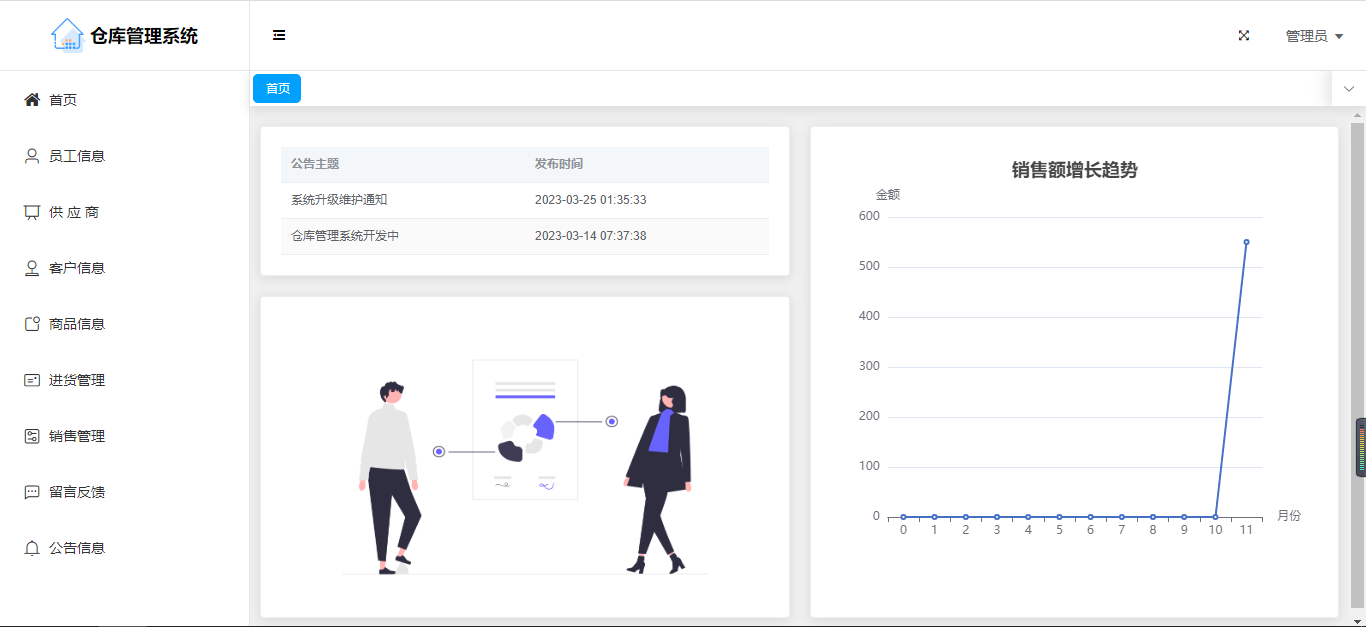 仓库管理系统
管理员
首页
员工信息
供 应 商
客户信息
商品信息
进货管理
销售管理
留言反馈
公告信息
首页
公告主题 发布时间
系统升级维护通知 2023-03-25 01:35:33
仓库管理系统开发中 2023-03-14 07:37:38
销售额增长趋势
金额
600
500
400
300
200
100
0
0 1 2 3 4 5 6 7 8 9 10 11
月份